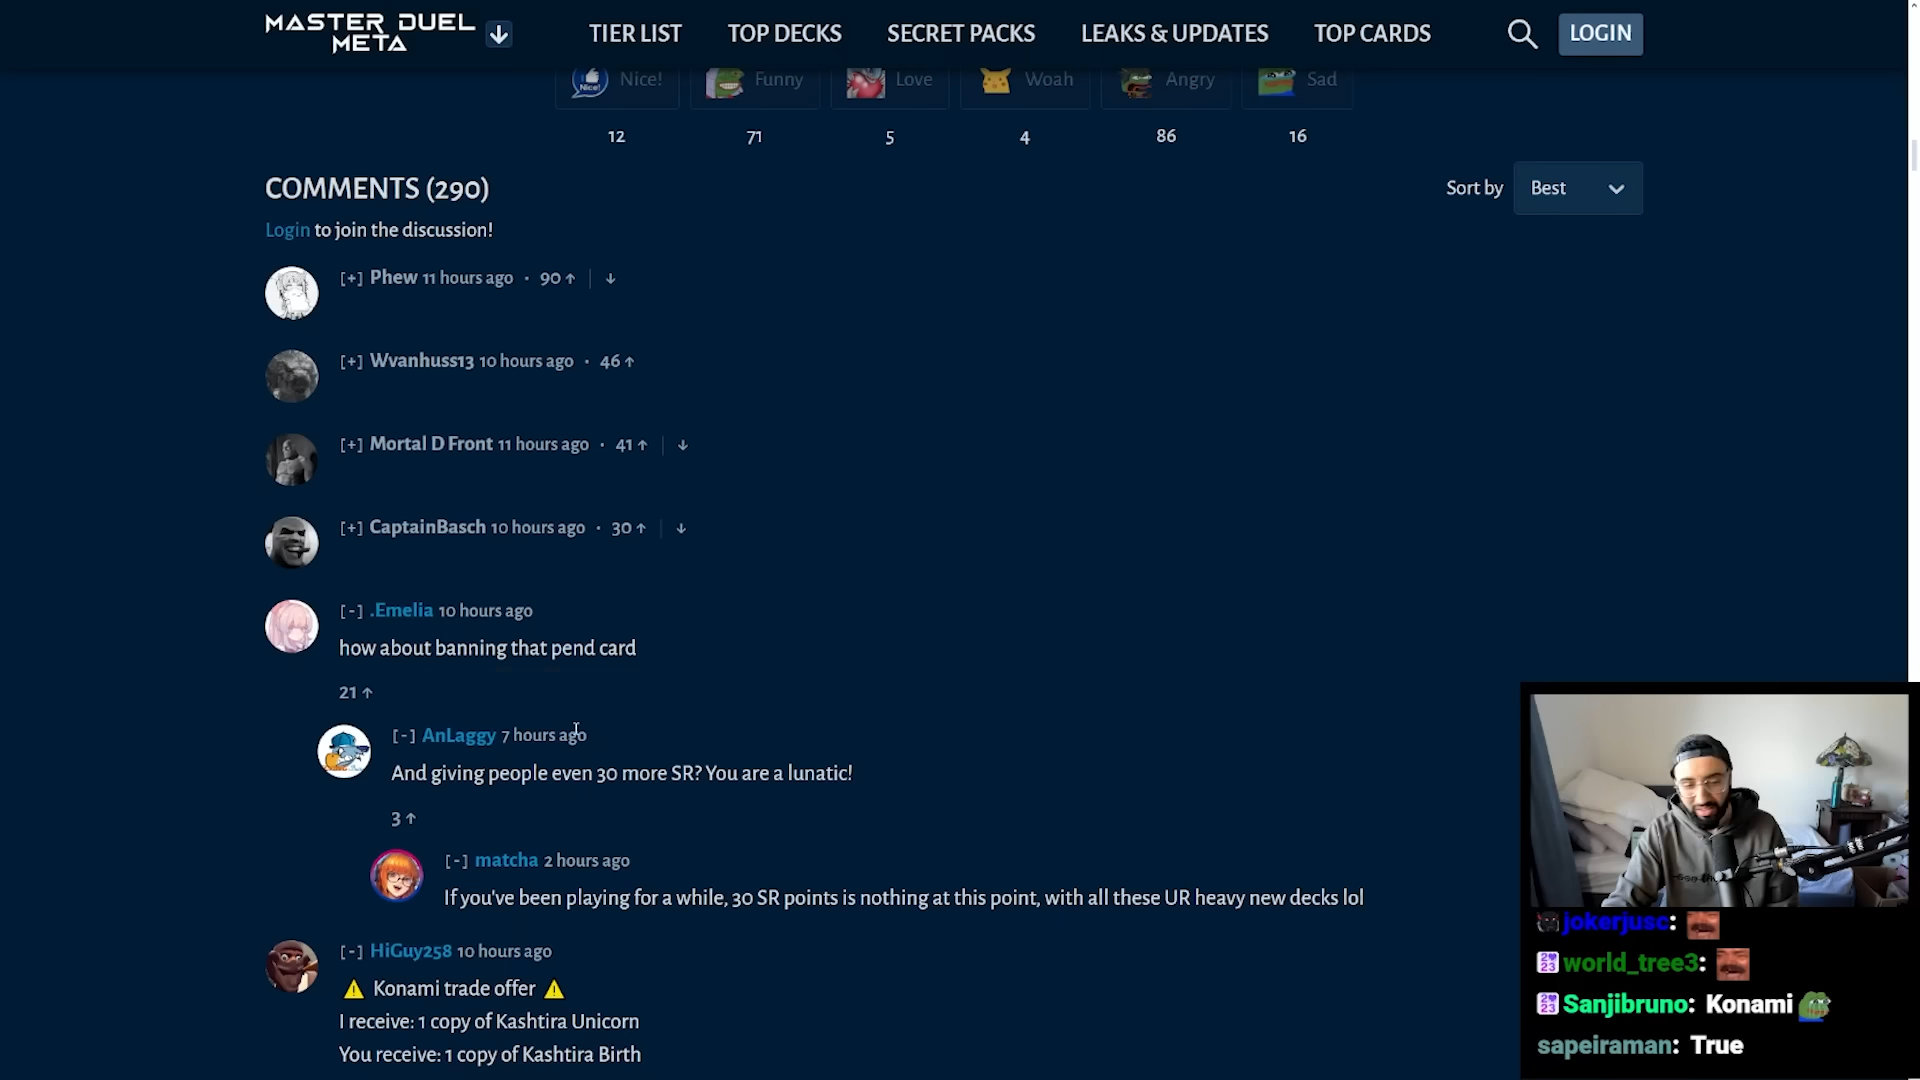 MASTER DUEL
META
TIER LIST
TOP DECKS
SECRET PACKS
LEAKS & UPDATES
TOP CARDS
LOGIN
Nice!
Nice!
Funny
Love
Woah
Angry
Sad
12
71
5
4
86
16
COMMENTS (290)
Sort by
Best
Login to join the discussion!
[+] Phew 11 hours ago · 90 ↑ | ↓
[+] Wvanhuss13 10 hours ago · 46 ↑
[+] Mortal D Front 11 hours ago · 41 ↑ | ↓
[+] CaptainBasch 10 hours ago · 30 ↑ | ↓
[-] .Emelia 10 hours ago
how about banning that pend card
21 ↑
[-] AnLaggy 7 hours ago
And giving people even 30 more SR? You are a lunatic!
3 ↑
[-] matcha 2 hours ago
If you've been playing for a while, 30 SR points is nothing at this point, with all these UR heavy new decks lol
[-] HiGuy258 10 hours ago
⚠ Konami trade offer ⚠
I receive: 1 copy of Kashtira Unicorn
You receive: 1 copy of Kashtira Birth
jokerjusc:
world_tree3:
Sanjibruno: Konami
sapeiraman: True